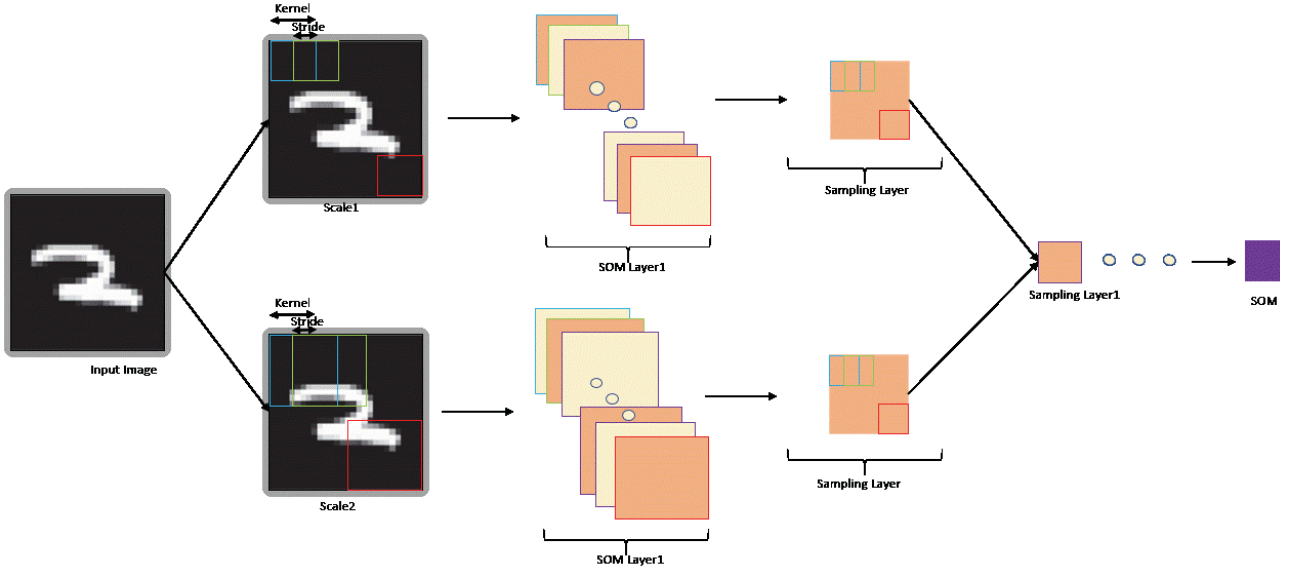 Kernel
Stride
Scale1
SOM Layer1
Sampling Layer
Input Image
Kernel
Stride
Scale2
SOM Layer1
Sampling Layer
Sampling Layer1
SOM